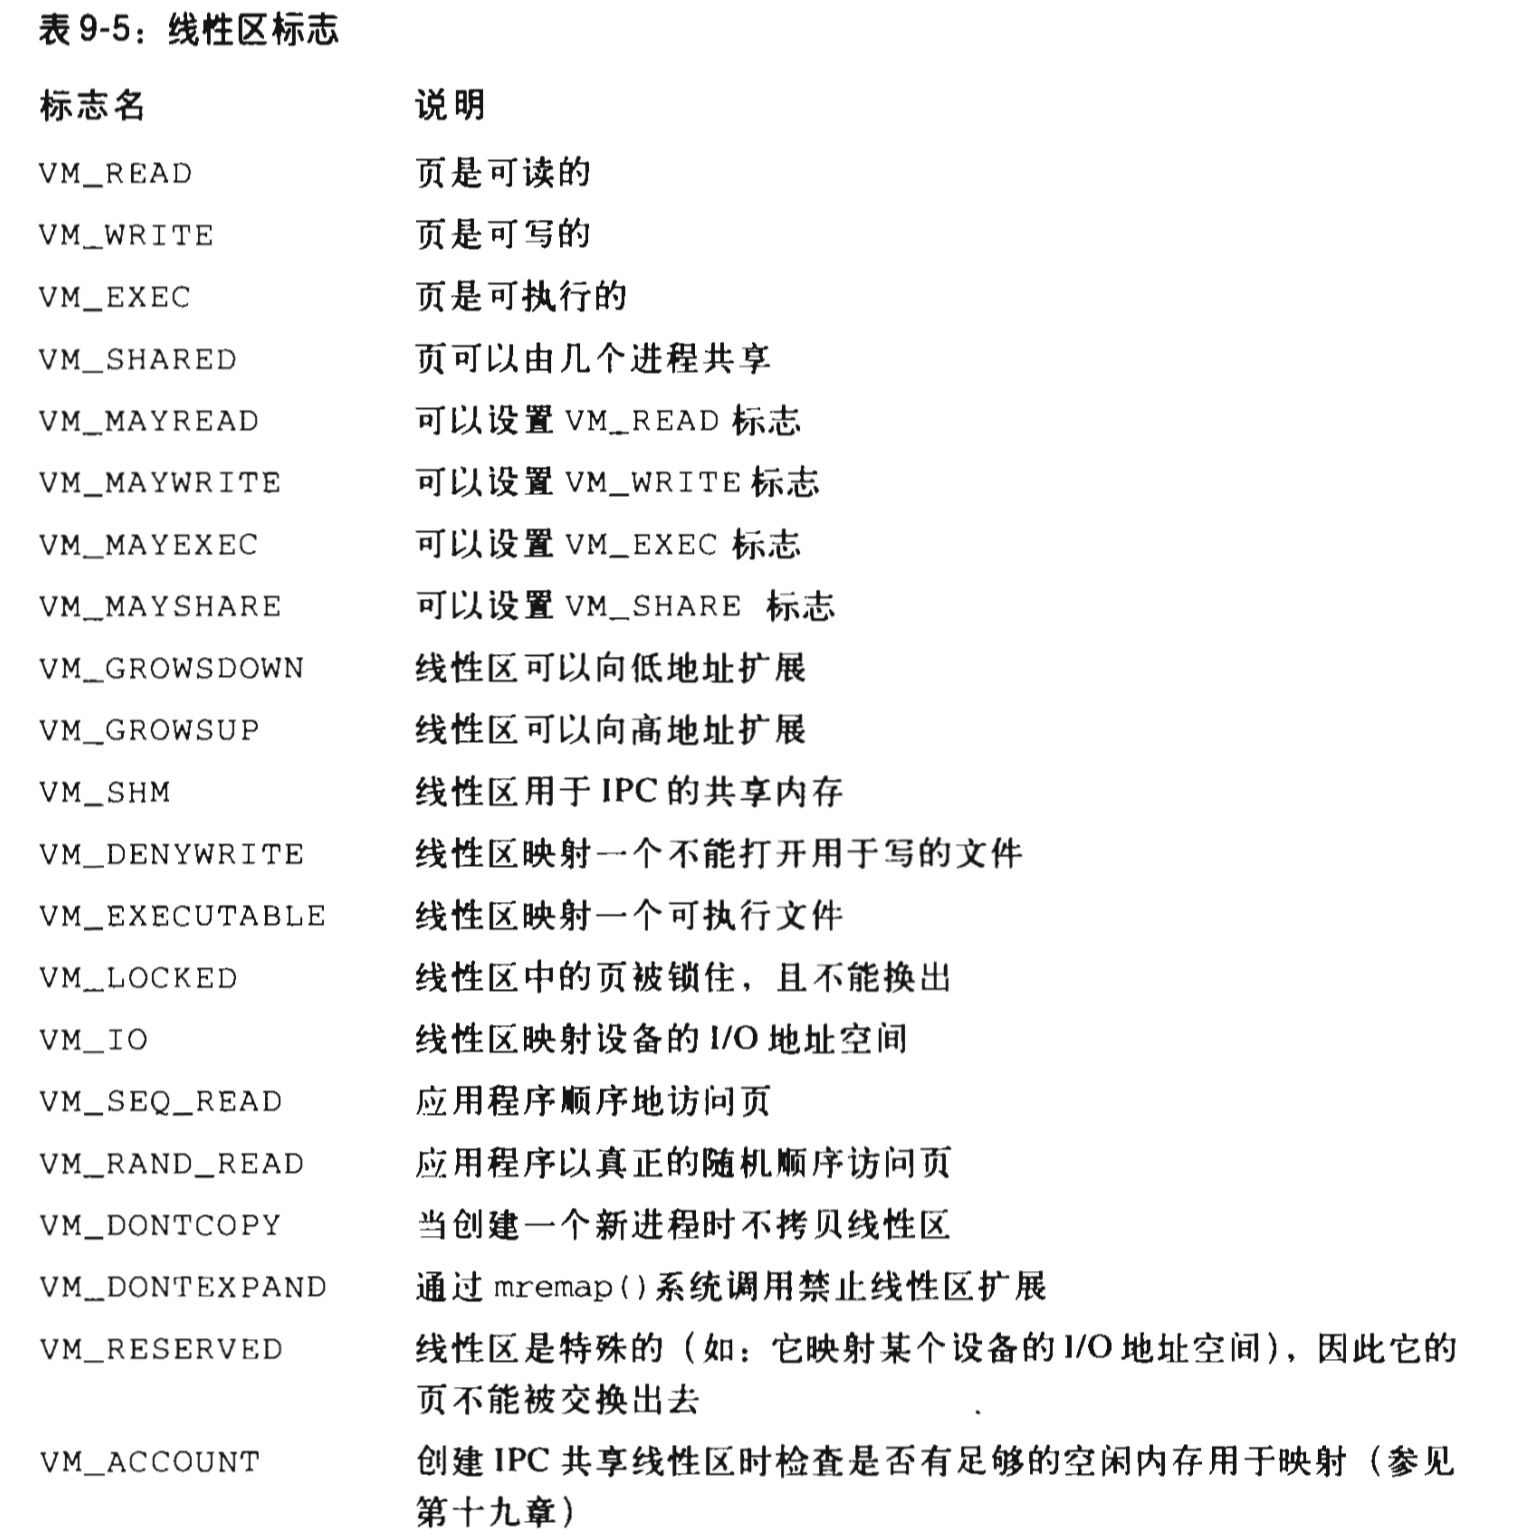 表9-5：线性区标志
标志名 说明
VM_READ 页是可读的
VM_WRITE 页是可写的
VM_EXEC 页是可执行的
VM_SHARED 页可以由几个进程共享
VM_MAYREAD 可以设置 VM_READ 标志
VM_MAYWRITE 可以设置 VM_WRITE 标志
VM_MAYEXEC 可以设置 VM_EXEC 标志
VM_MAYSHARE 可以设置 VM_SHARE 标志
VM_GROWSDOWN 线性区可以向低地址扩展
VM_GROWSUP 线性区可以向高地址扩展
VM_SHM 线性区用于 IPC 的共享内存
VM_DENYWRITE 线性区映射一个不能打开用于写的文件
VM_EXECUTABLE 线性区映射一个可执行文件
VM_LOCKED 线性区中的页被锁住，且不能换出
VM_IO 线性区映射设备的 I/O 地址空间
VM_SEQ_READ 应用程序顺序地访问页
VM_RAND_READ 应用程序以真正的随机顺序访问页
VM_DONTCOPY 当创建一个新进程时不拷贝线性区
VM_DONTEXPAND 通过 mremap()系统调用禁止线性区扩展
VM_RESERVED 线性区是特殊的（如：它映射某个设备的 I/O 地址空间），因此它的
页不能被交换出去
VM_ACCOUNT 创建 IPC 共享线性区时检查是否有足够的空闲内存用于映射（参见
第十九章）